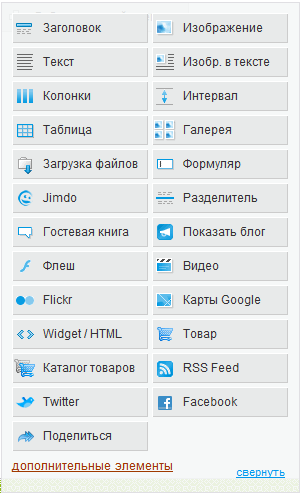 Заголовок
Изображение
Текст
Изобр. в тексте
Колонки
Интервал
Таблица
Галерея
Загрузка файлов
Формуляр
Jimdo
Разделитель
Гостевая книга
Показать блог
Флеш
Видео
Flickr
Карты Google
Widget / HTML
Товар
Каталог товаров
RSS Feed
Twitter
Facebook
Поделиться
дополнительные элементы
свернуть